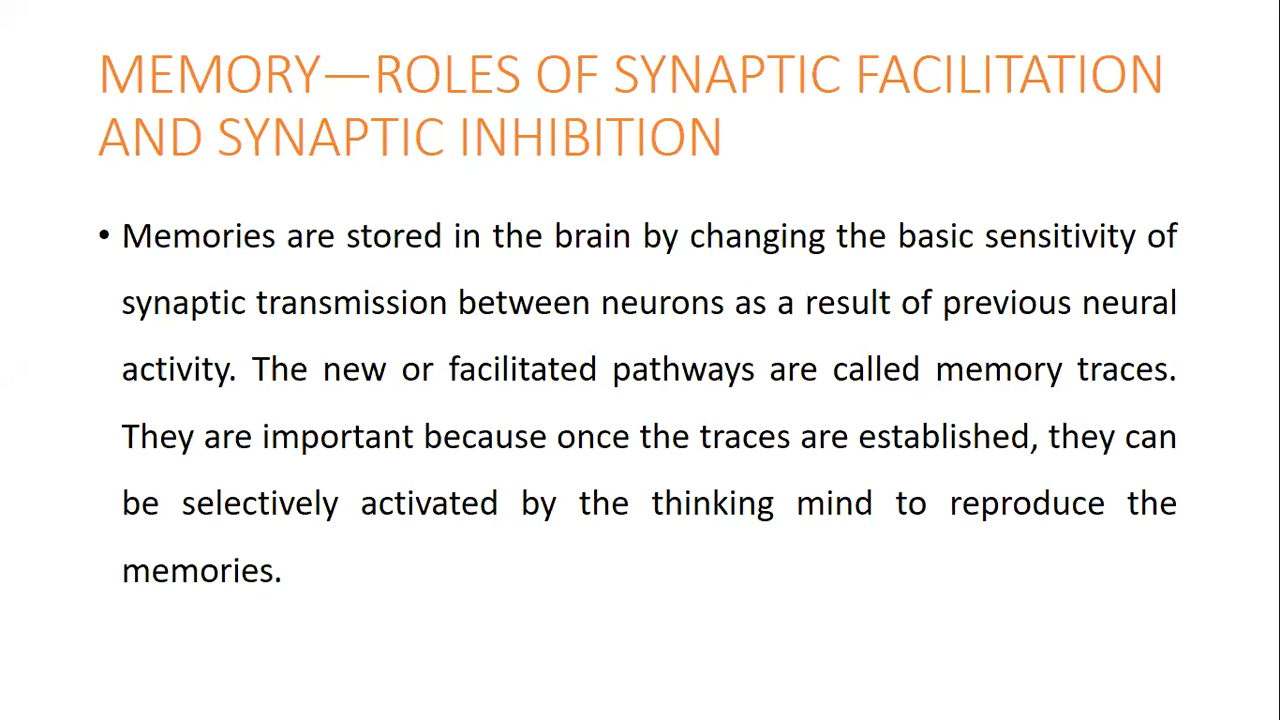 MEMORY—ROLES OF SYNAPTIC FACILITATION
AND SYNAPTIC INHIBITION
• Memories are stored in the brain by changing the basic sensitivity of
synaptic transmission between neurons as a result of previous neural
activity. The new or facilitated pathways are called memory traces.
They are important because once the traces are established, they can
be selectively activated by the thinking mind to reproduce the
memories.